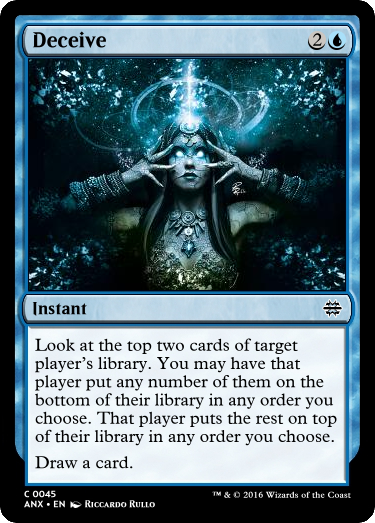 Deceive
2
Instant
Look at the top two cards of target
player's library. You may have that
player put any number of them on the
bottom of their library in any order you
choose. That player puts the rest on top
of their library in any order you choose.
Draw a card.
C 0045
ANX • EN Riccardo Rullo
™ & © 2016 Wizards of the Coast